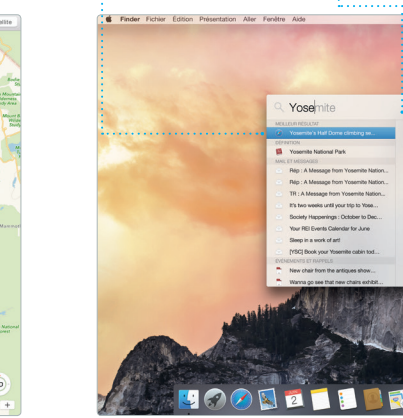 Finder Fichier Edition Présentation Aller Fenêtre Aide
Yosemite
MEILLEUR RÉSULTAT
Yosemite's Half Dome climbing se...
DÉFINITION
Yosemite National Park
MAIL ET MESSAGES
Rép : A Message from Yosemite Nation...
Rép : A Message from Yosemite Nation...
TR : A Message from Yosemite Nation...
It's two weeks until your trip to Yose...
Society Happenings : October to Dec...
Your REI Events Calendar for June
Sleep in a work of art!
[YSC] Book your Yosemite cabin tod...
ÉVÉNEMENTS ET RAPPELS
New chair from the antiques show...
Wanna go see that new chairs exhibit...
2